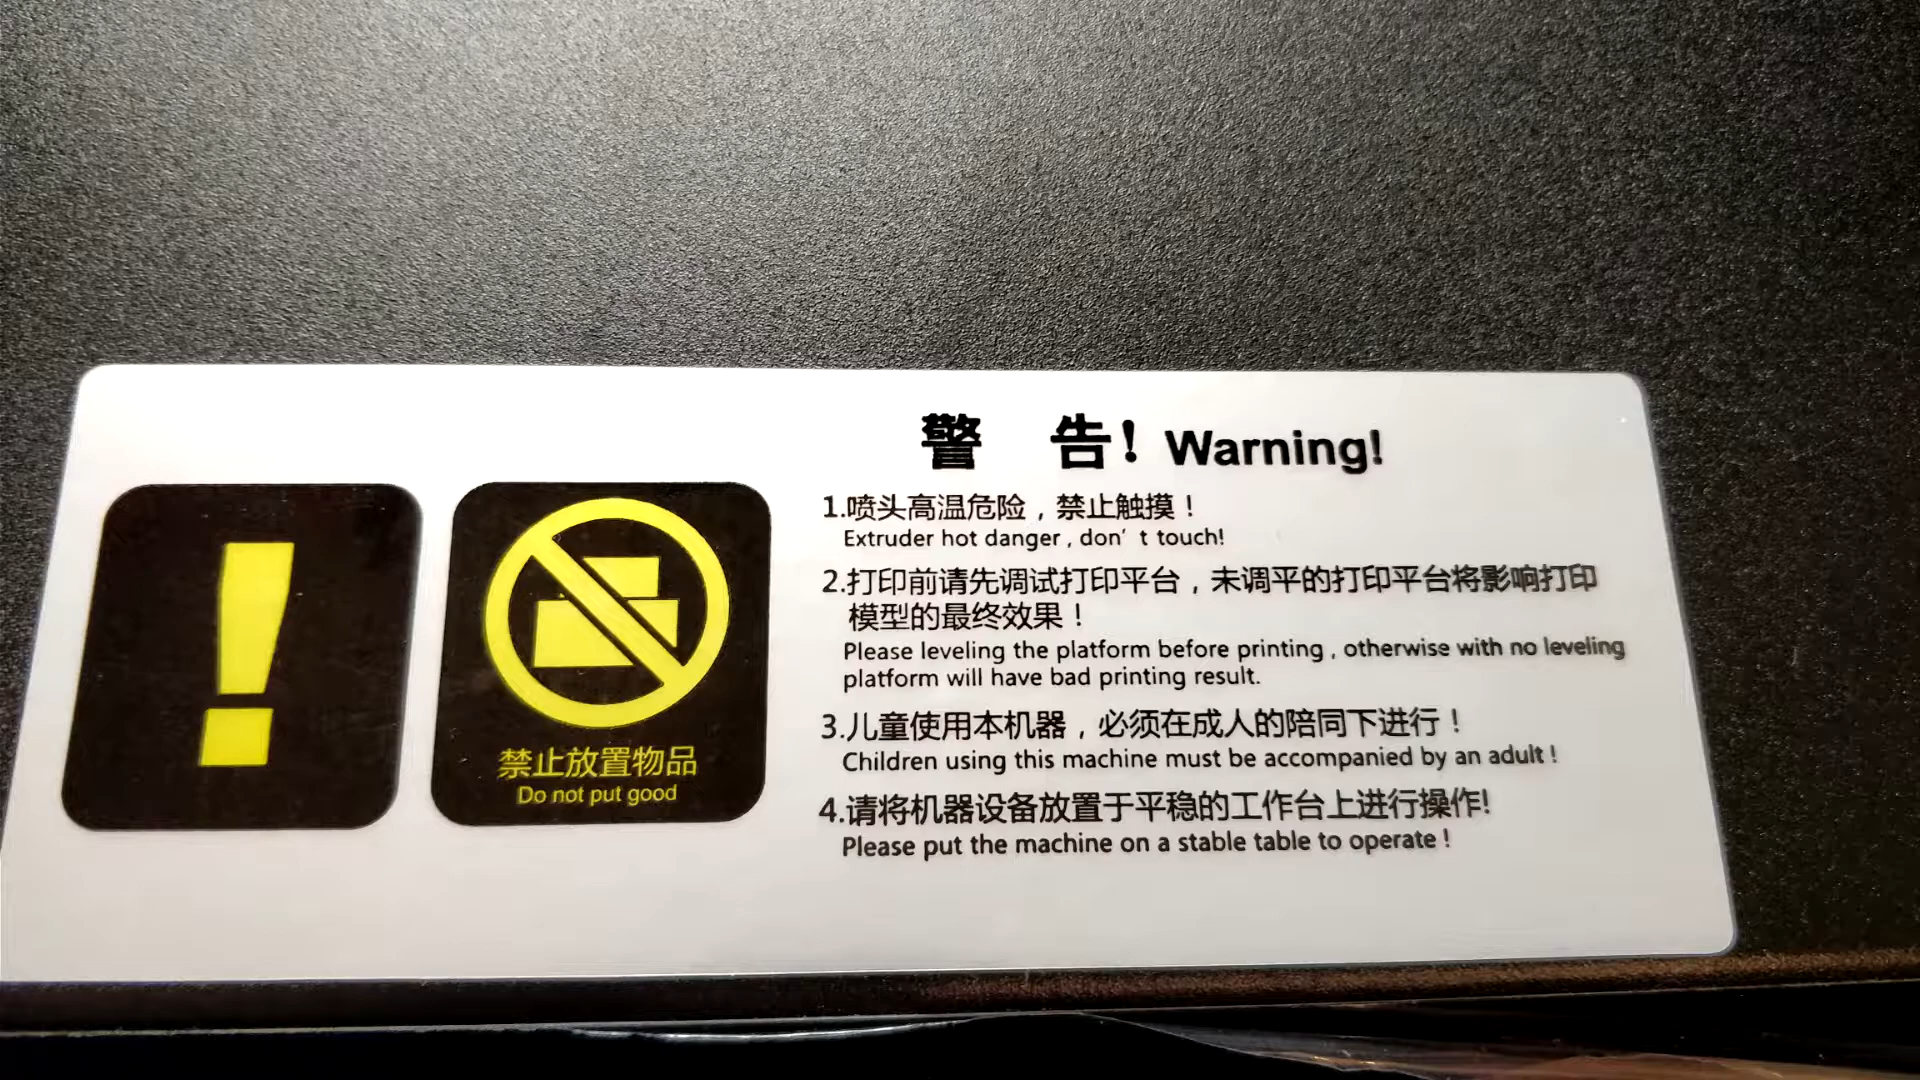 警 告! Warning!
1.喷头高温危险，禁止触摸！
Extruder hot danger , don' t touch!
2.打印前请先调试打印平台，未调平的打印平台将影响打印
模型的最终效果！
Please leveling the platform before printing , otherwise with no leveling
platform will have bad printing result.
3.儿童使用本机器，必须在成人的陪同下进行！
Children using this machine must be accompanied by an adult !
4.请将机器设备放置于平稳的工作台上进行操作!
Please put the machine on a stable table to operate !
禁止放置物品
Do not put good